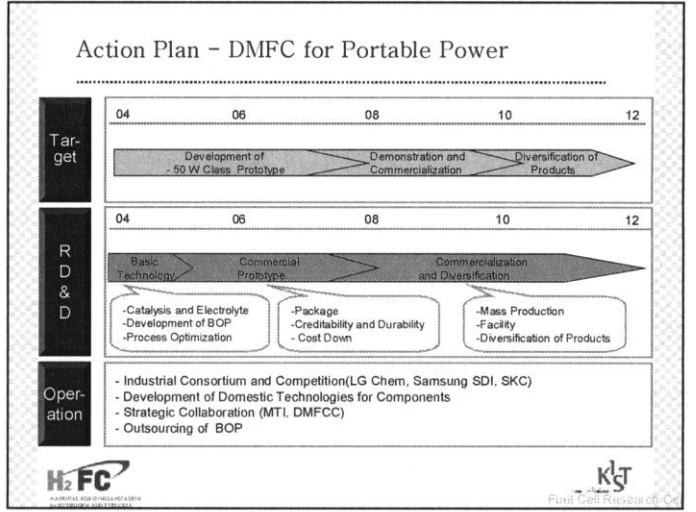 Action Plan - DMFC for Portable Power
Tar-
get
04 06 08 10 12
Development of
- 50 W Class Prototype
Demonstration and
Commercialization
Diversification of
Products
R
D
&
D
04 06 08 10 12
Basic
Technology
Commercial
Prototype
Commercialization
and Diversification
-Catalysis and Electrolyte
-Development of BOP
-Process Optimization
-Package
-Creditability and Durability
- Cost Down
-Mass Production
-Facility
-Diversification of Products
Oper-
ation
- Industrial Consortium and Competition(LG Chem, Samsung SDI, SKC)
- Development of Domestic Technologies for Components
- Strategic Collaboration (MTI, DMFCC)
- Outsourcing of BOP
H2 FC
KIST
Fuel Cell Research Ce